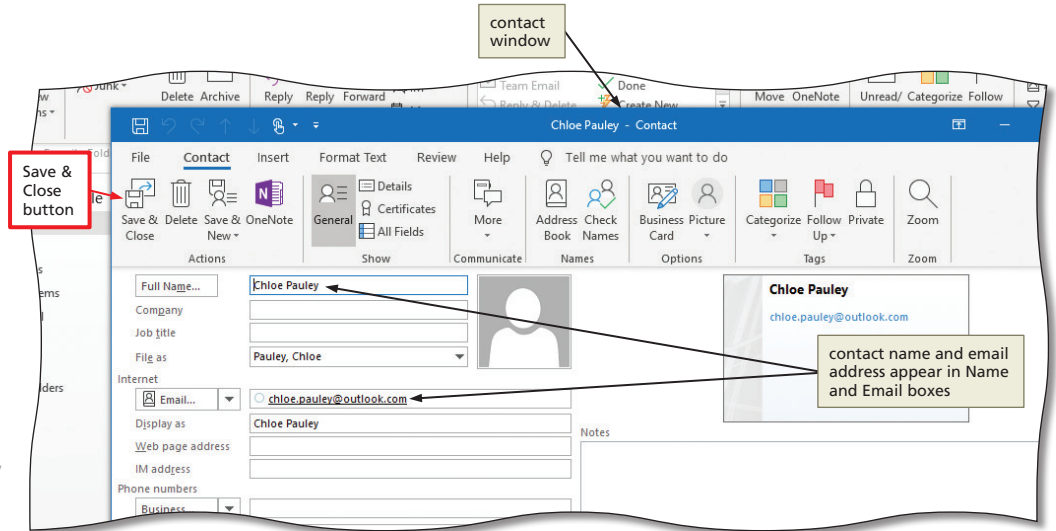 contact
window
Junk
Team Email
Done
Delete Archive
Reply Reply Forward
Reply & Delete
Create New
Move OneNote
Unread/ Categorize Follow
Chloe Pauley - Contact
File Contact Insert Format Text Review Help Tell me what you want to do
Save &
Close
button
Save &
Close
Delete
Save &
New
OneNote
Actions
General
Details
Certificates
All Fields
Show
More
Communicate
Address
Book
Check
Names
Names
Business
Card
Picture
Options
Categorize
Follow
Up
Private
Tags
Zoom
Zoom
Full Name... Chloe Pauley
Company
Job title
File as Pauley, Chloe
Internet
Email... chloe.pauley@outlook.com
Display as Chloe Pauley
Web page address
IM address
Phone numbers
Business
Chloe Pauley
chloe.pauley@outlook.com
contact name and email
address appear in Name
and Email boxes
Notes